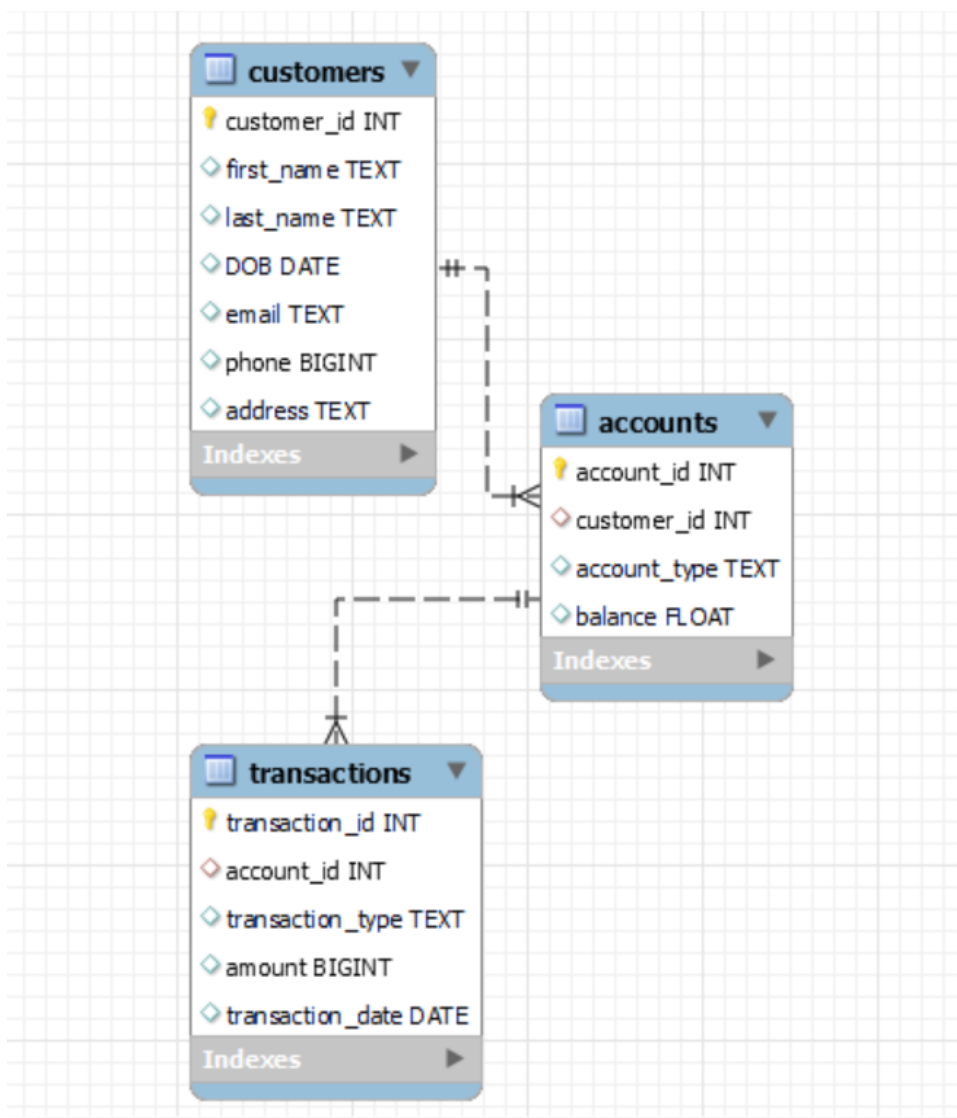 customers
customer_id INT
first_name TEXT
last_name TEXT
DOB DATE
email TEXT
phone BIGINT
address TEXT
Indexes
accounts
account_id INT
customer_id INT
account_type TEXT
balance FLOAT
Indexes
transactions
transaction_id INT
account_id INT
transaction_type TEXT
amount BIGINT
transaction_date DATE
Indexes